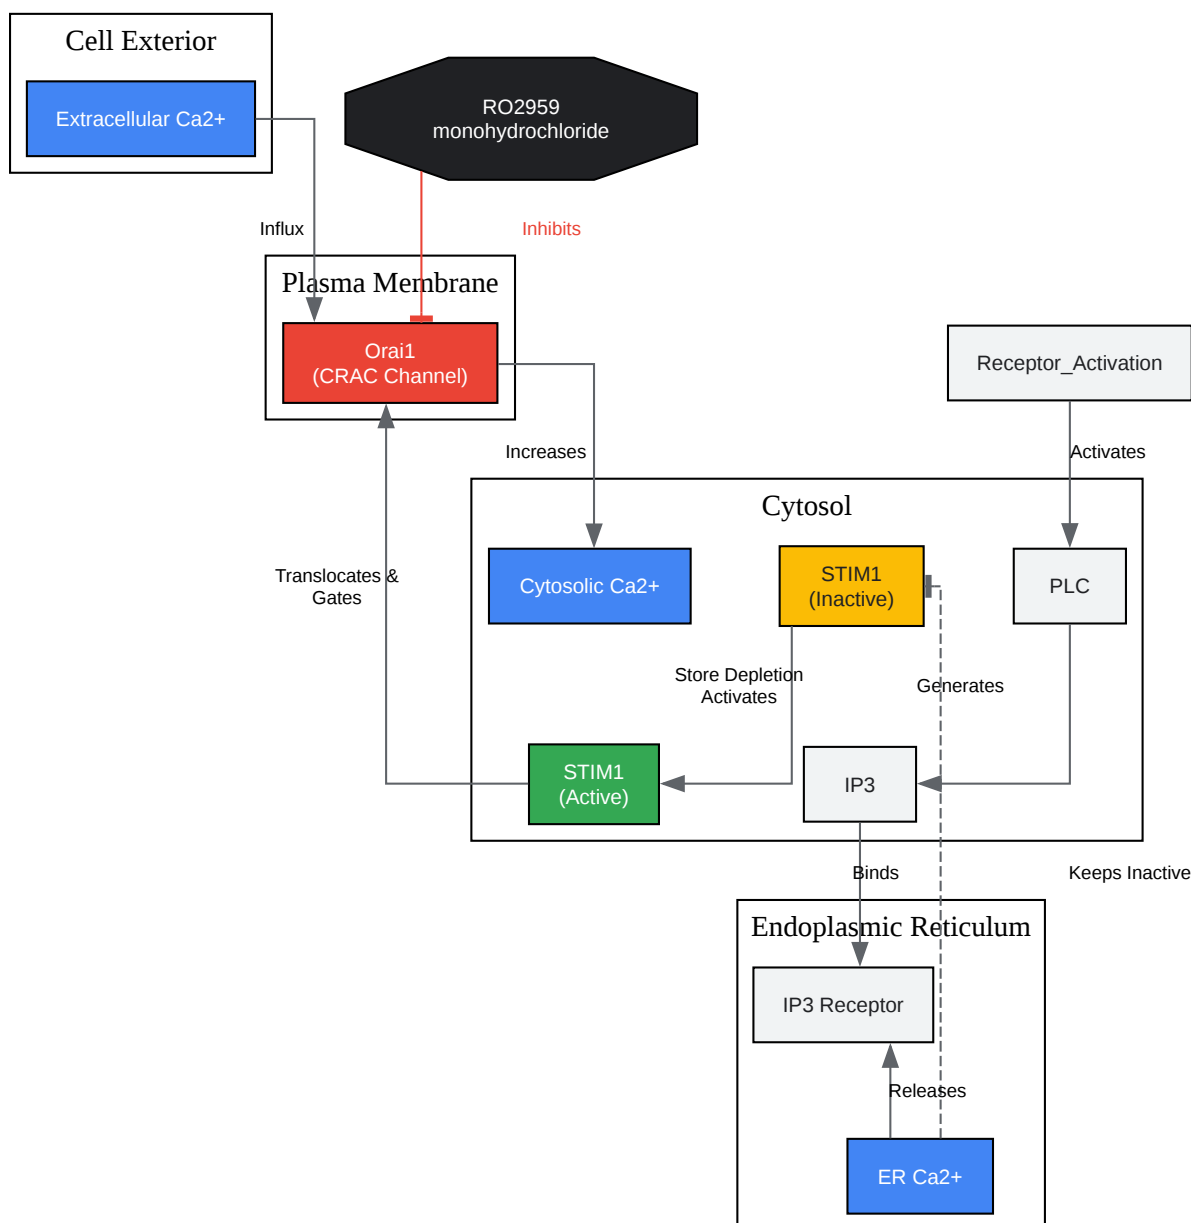 Cell Exterior
Extracellular Ca2+
RO2959
monohydrochloride
Influx
Inhibits
Plasma Membrane
Orai1
(CRAC Channel)
Receptor_Activation
Increases
Activates
Cytosol
Cytosolic Ca2+
STIM1
(Inactive)
PLC
Translocates &
Gates
Store Depletion
Activates
Generates
STIM1
(Active)
IP3
Binds
Keeps Inactive
Endoplasmic Reticulum
IP3 Receptor
Releases
ER Ca2+